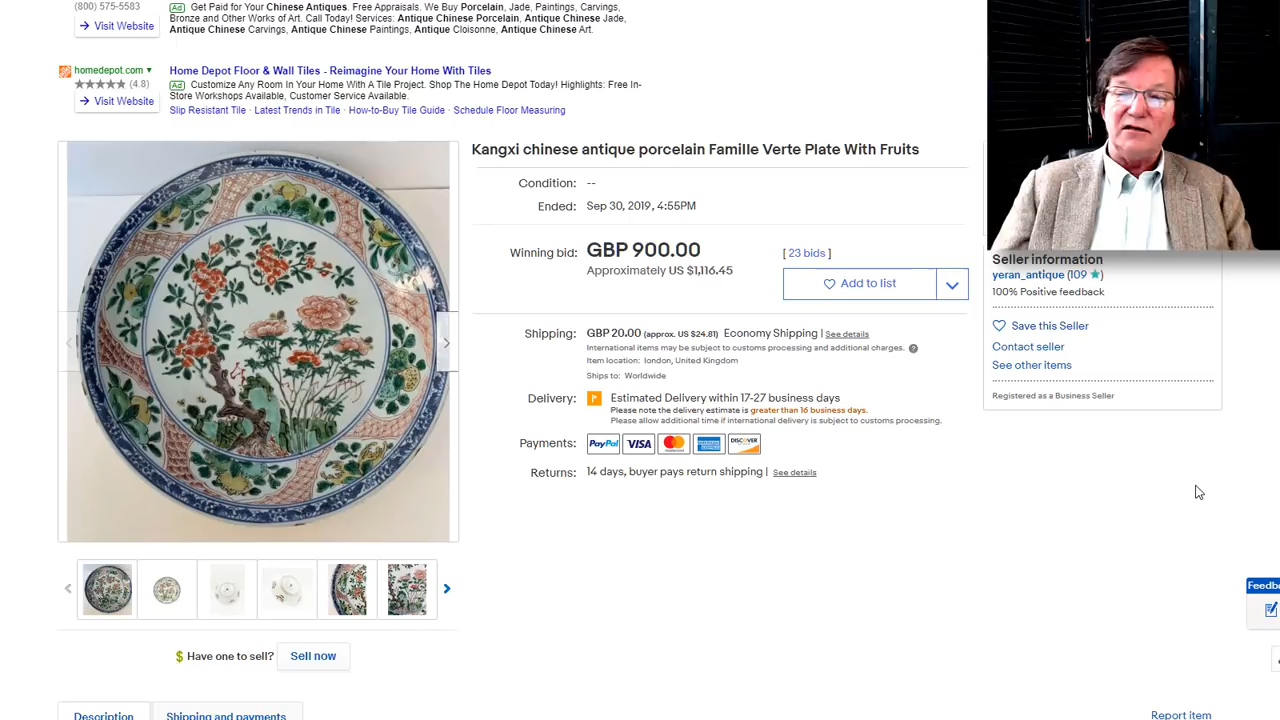 (800) 575-5583
Visit Website
Ad Get Paid for Your Chinese Antiques. Free Appraisals. We Buy Porcelain, Jade, Paintings, Carvings,
Bronze and Other Works of Art. Call Today! Services: Antique Chinese Porcelain, Antique Chinese Jade,
Antique Chinese Carvings, Antique Chinese Paintings, Antique Cloisonne, Antique Chinese Art.
homedepot.com
(4.8)
Visit Website
Home Depot Floor & Wall Tiles - Reimagine Your Home With Tiles
Ad Customize Any Room In Your Home With A Tile Project. Shop The Home Depot Today! Highlights: Free In-
Store Workshops Available, Customer Service Available.
Slip Resistant Tile · Latest Trends in Tile · How-to-Buy Tile Guide · Schedule Floor Measuring
Kangxi chinese antique porcelain Famille Verte Plate With Fruits
Condition: --
Ended: Sep 30, 2019, 4:55PM
Winning bid: GBP 900.00 [ 23 bids ]
Approximately US $1,116.45
Add to list
Shipping: GBP 20.00 (approx. US $24.81) Economy Shipping | See details
International items may be subject to customs processing and additional charges. ?
Item location: london, United Kingdom
Ships to: Worldwide
Delivery: Estimated Delivery within 17-27 business days
Please note the delivery estimate is greater than 16 business days.
Please allow additional time if international delivery is subject to customs processing.
Payments: PayPal VISA MasterCard AMERICAN EXPRESS DISCOVER
Returns: 14 days, buyer pays return shipping | See details
Seller information
yeran_antique (109 )
100% Positive feedback
Save this Seller
Contact seller
See other items
Registered as a Business Seller
Feedb
$ Have one to sell? Sell now
Description
Shipping and payments
Report item